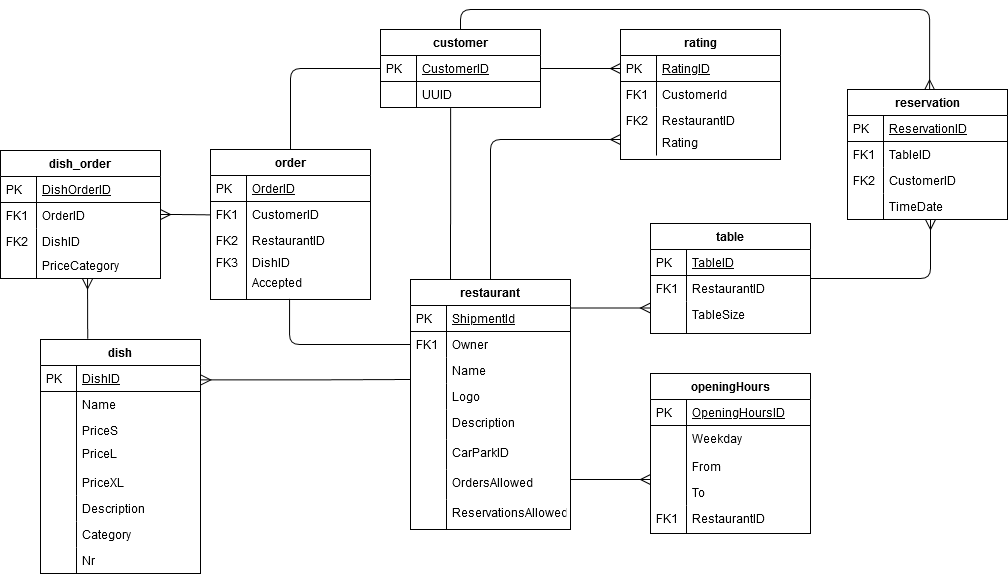 customer
PK CustomerID
UUID
rating
PK RatingID
FK1 CustomerId
FK2 RestaurantID
Rating
reservation
PK ReservationID
FK1 TableID
FK2 CustomerID
TimeDate
dish_order
PK DishOrderID
FK1 OrderID
FK2 DishID
PriceCategory
order
PK OrderID
FK1 CustomerID
FK2 RestaurantID
FK3 DishID
Accepted
table
PK TableID
FK1 RestaurantID
TableSize
restaurant
PK ShipmentId
FK1 Owner
Name
Logo
Description
CarParkID
OrdersAllowed
ReservationsAllowed
dish
PK DishID
Name
PriceS
PriceL
PriceXL
Description
Category
Nr
openingHours
PK OpeningHoursID
Weekday
From
To
FK1 RestaurantID